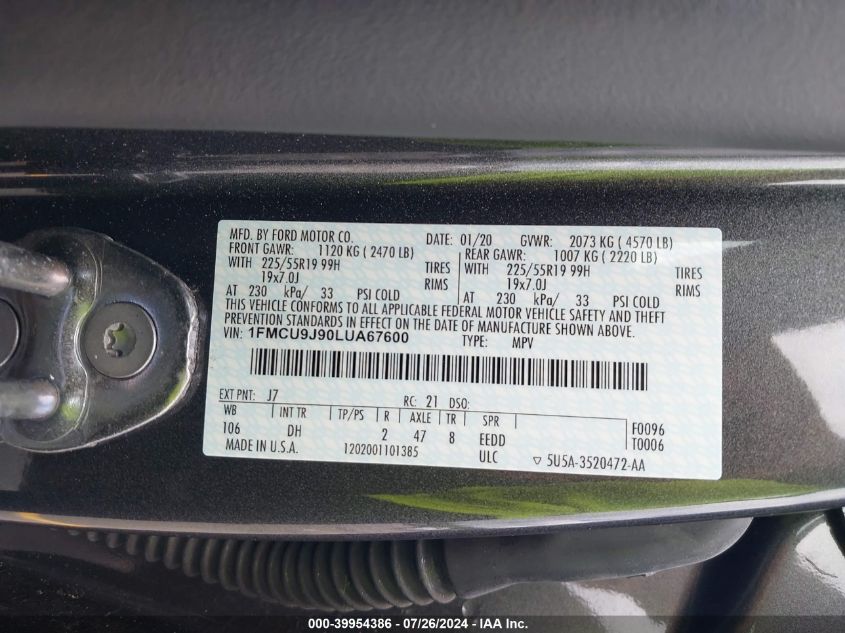 MFD. BY FORD MOTOR CO. DATE: 01/20 GVWR: 2073 KG ( 4570 LB)
FRONT GAWR: 1120 KG ( 2470 LB) REAR GAWR: 1007 KG ( 2220 LB)
WITH 225/55R19 99H TIRES WITH 225/55R19 99H TIRES
19x7.0J RIMS 19x7.0J RIMS
AT 230 kPa/ 33 PSI COLD AT 230 kPa/ 33 PSI COLD
THIS VEHICLE CONFORMS TO ALL APPLICABLE FEDERAL MOTOR VEHICLE SAFETY AND THEFT
PREVENTION STANDARDS IN EFFECT ON THE DATE OF MANUFACTURE SHOWN ABOVE.
VIN: 1FMCU9J90LUA67600 TYPE: MPV
EXT PNT: J7 RC: 21 DSO:
WB INT TR TP/PS R AXLE TR SPR F0096
106 DH 2 47 8 EEDD T0006
MADE IN U.S.A. 1202001101385 ULC ▽ 5U5A-3520472-AA
000-39954386 - 07/26/2024 - © IAA Inc.